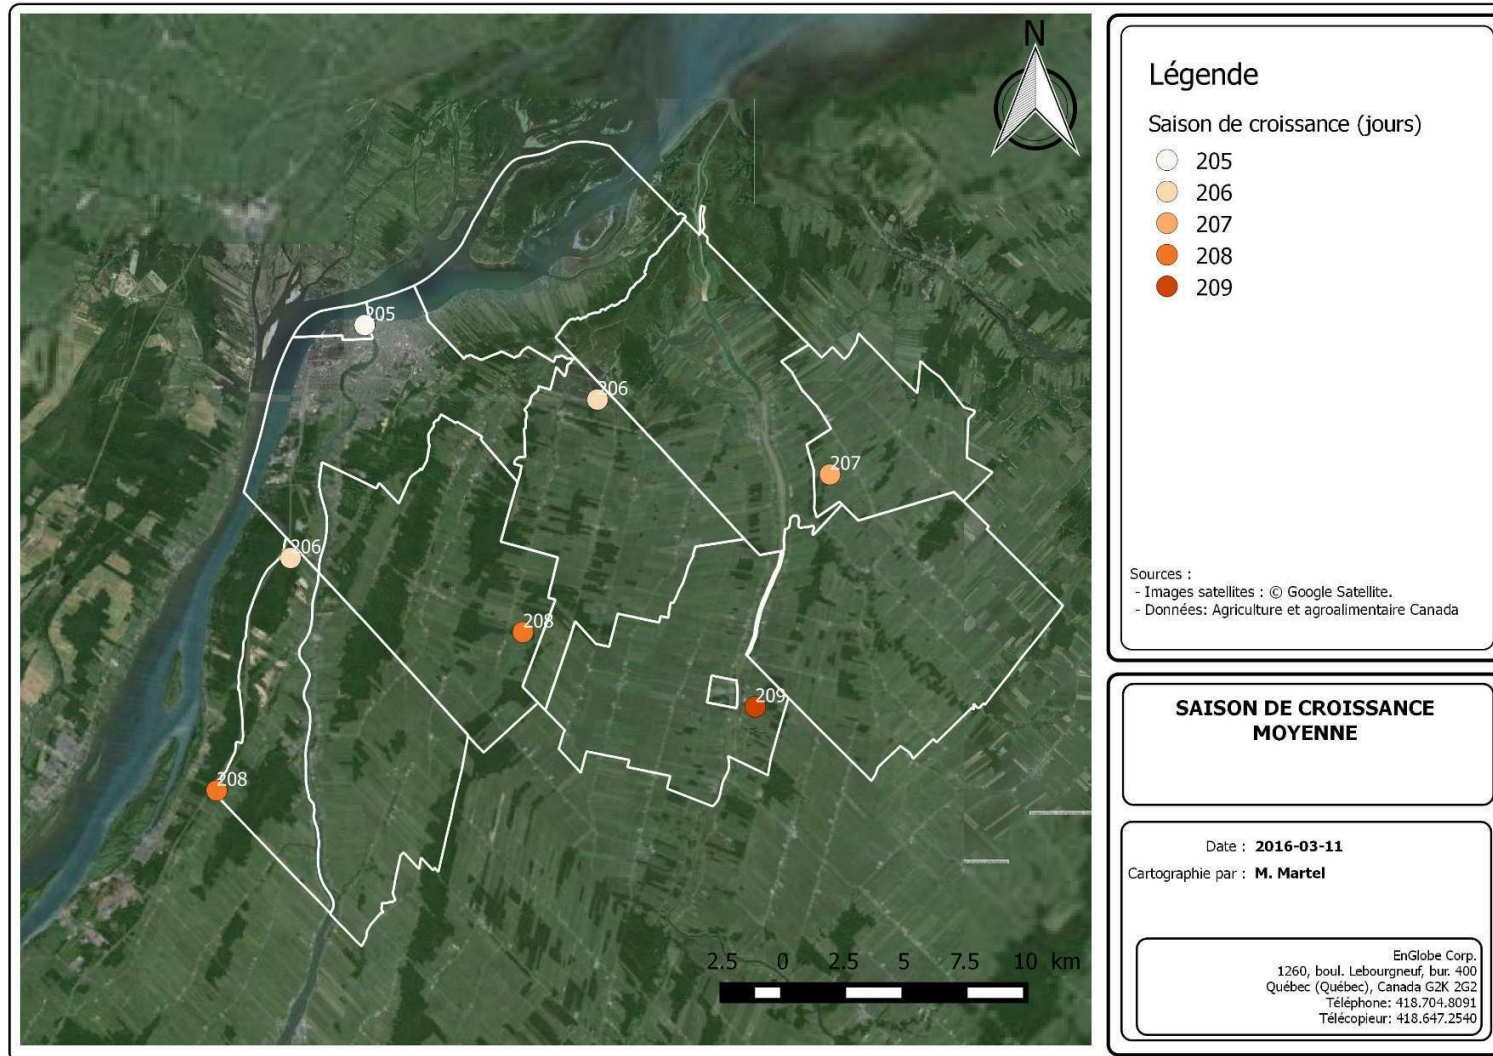 N
205
206
207
206
208
209
208
2.5 0 2.5 5 7.5 10 km
Légende
Saison de croissance (jours)
205
206
207
208
209
Sources :
- Images satellites : © Google Satellite.
- Données: Agriculture et agroalimentaire Canada
SAISON DE CROISSANCE
MOYENNE
Date : 2016-03-11
Cartographie par : M. Martel
EnGlobe Corp.
1260, boul. Lebourgneuf, bur. 400
Québec (Québec), Canada G2K 2G2
Téléphone: 418.704.8091
Télécopieur: 418.647.2540